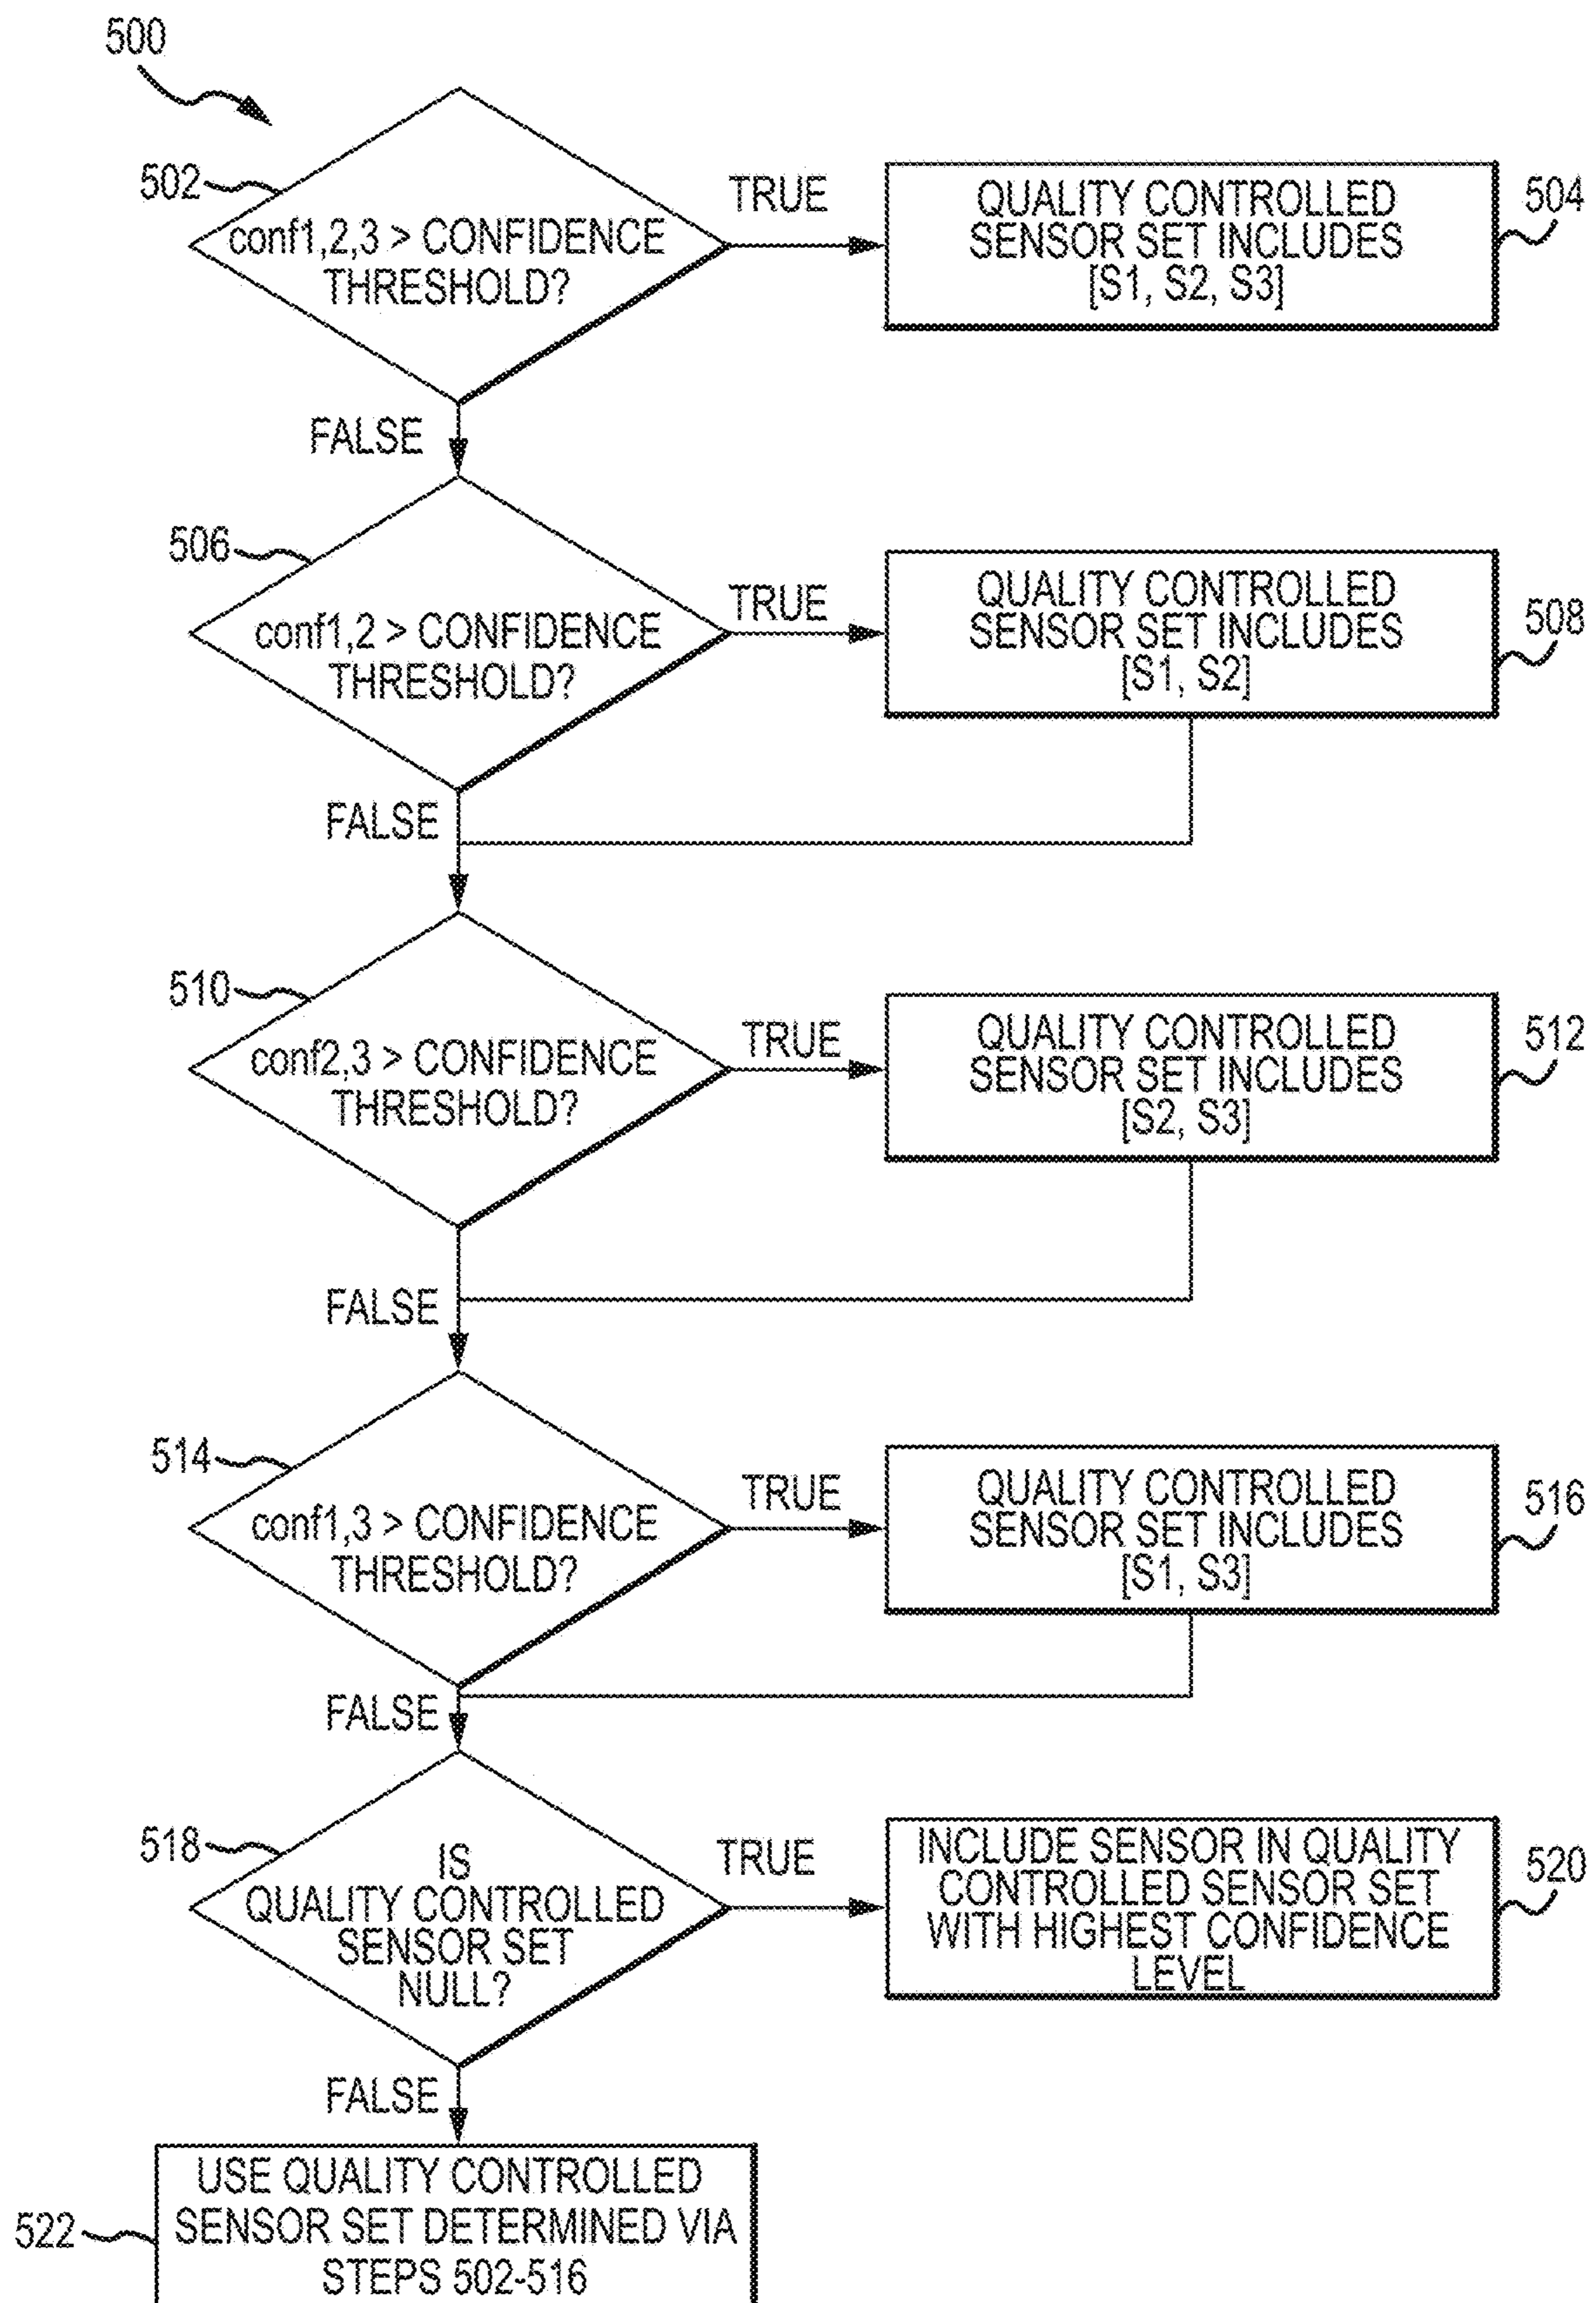 500
502
conf1,2,3 > CONFIDENCE
THRESHOLD?
TRUE
QUALITY CONTROLLED
SENSOR SET INCLUDES
[S1, S2, S3]
504
FALSE
506
conf1,2 > CONFIDENCE
THRESHOLD?
TRUE
QUALITY CONTROLLED
SENSOR SET INCLUDES
[S1, S2]
508
FALSE
510
conf2,3 > CONFIDENCE
THRESHOLD?
TRUE
QUALITY CONTROLLED
SENSOR SET INCLUDES
[S2, S3]
512
FALSE
514
conf1,3 > CONFIDENCE
THRESHOLD?
TRUE
QUALITY CONTROLLED
SENSOR SET INCLUDES
[S1, S3]
516
FALSE
518
IS
QUALITY CONTROLLED
SENSOR SET
NULL?
TRUE
INCLUDE SENSOR IN QUALITY
CONTROLLED SENSOR SET
WITH HIGHEST CONFIDENCE
LEVEL
520
FALSE
522
USE QUALITY CONTROLLED
SENSOR SET DETERMINED VIA
STEPS 502-516